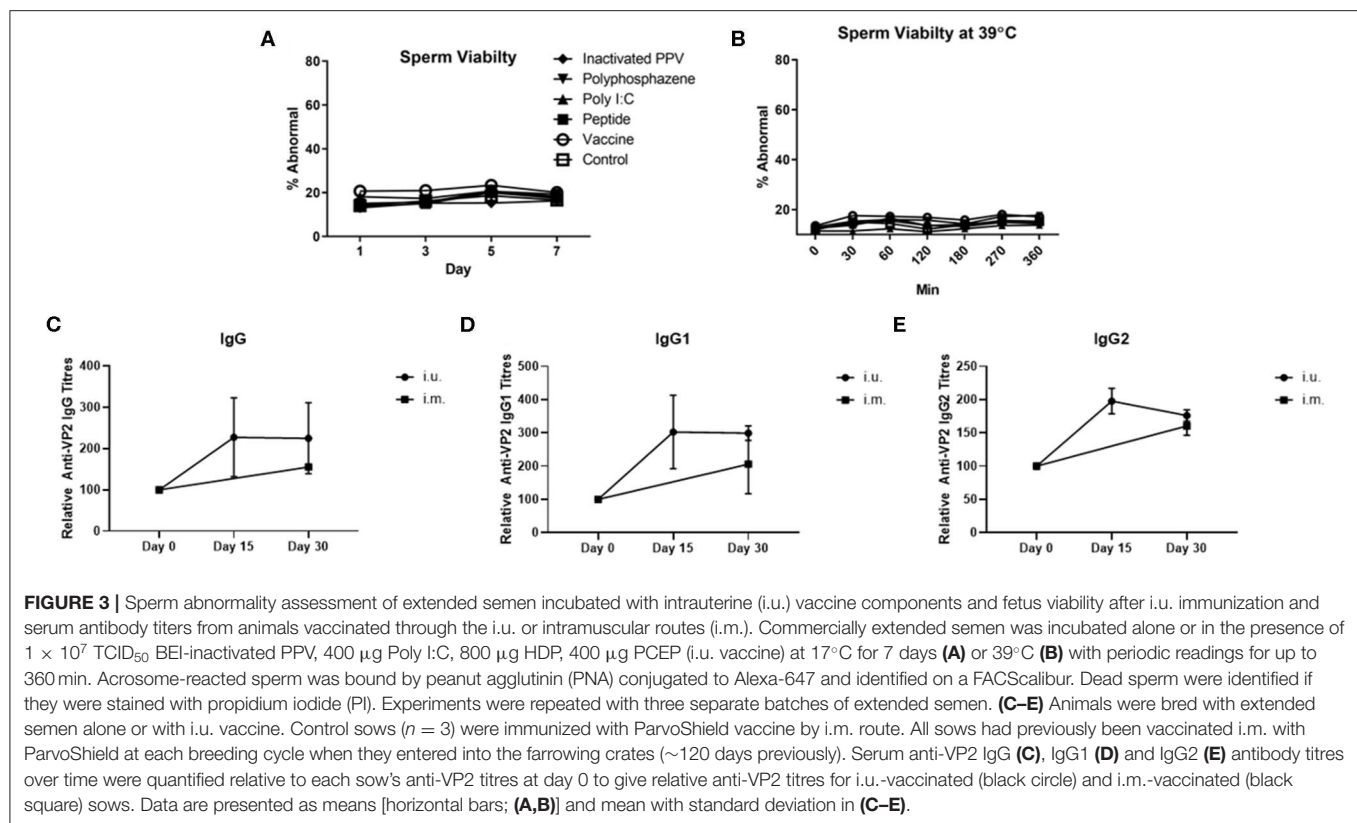 A
Sperm Viabilty
% Abnormal
80
60
40
20
0
1 3 5 7
Day
Inactivated PPV
Polyphosphazene
Poly I:C
Peptide
Vaccine
Control
B
Sperm Viabilty at 39°C
% Abnormal
80
60
40
20
0 30 60 120 180 270 360
Min
C
IgG
Relative Anti-VP2 IgG Titres
400
300
200
100
0
Day 0 Day 15 Day 30
i.u.
i.m.
D
IgG1
Relative Anti-VP2 IgG1 Titres
500
400
300
200
100
0
Day 0 Day 15 Day 30
i.u.
i.m.
E
IgG2
Relative Anti-VP2 IgG2 Titres
250
200
150
100
50
0
Day 0 Day 15 Day 30
i.u.
i.m.
FIGURE 3 | Sperm abnormality assessment of extended semen incubated with intrauterine (i.u.) vaccine components and fetus viability after i.u. immunization and
serum antibody titers from animals vaccinated through the i.u. or intramuscular routes (i.m.). Commercially extended semen was incubated alone or in the presence of
1 × 10⁷ TCID₅₀ BEI-inactivated PPV, 400 μg Poly I:C, 800 μg HDP, 400 μg PCEP (i.u. vaccine) at 17°C for 7 days (A) or 39°C (B) with periodic readings for up to
360 min. Acrosome-reacted sperm was bound by peanut agglutinin (PNA) conjugated to Alexa-647 and identified on a FACScalibur. Dead sperm were identified if
they were stained with propidium iodide (PI). Experiments were repeated with three separate batches of extended semen. (C–E) Animals were bred with extended
semen alone or with i.u. vaccine. Control sows (n = 3) were immunized with ParvoShield vaccine by i.m. route. All sows had previously been vaccinated i.m. with
ParvoShield at each breeding cycle when they entered into the farrowing crates (~120 days previously). Serum anti-VP2 IgG (C), IgG1 (D) and IgG2 (E) antibody titres
over time were quantified relative to each sow's anti-VP2 titres at day 0 to give relative anti-VP2 titres for i.u.-vaccinated (black circle) and i.m.-vaccinated (black
square) sows. Data are presented as means [horizontal bars; (A,B)] and mean with standard deviation in (C–E).